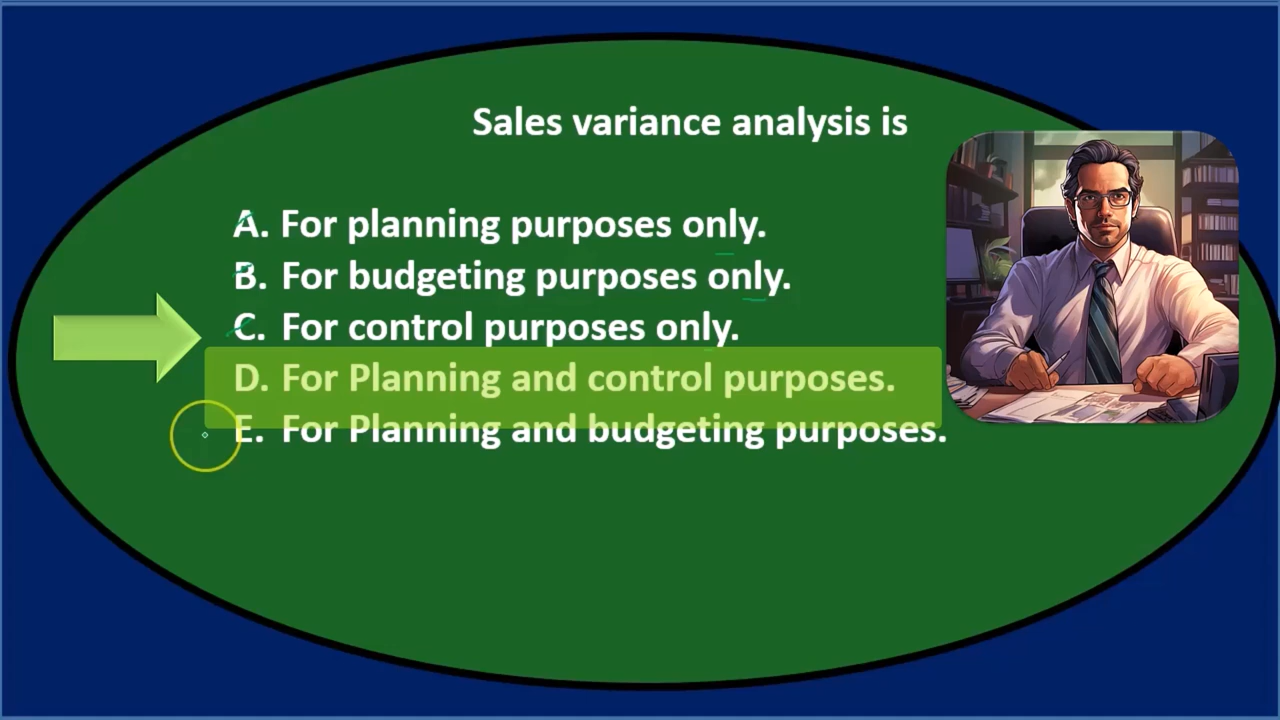 Sales variance analysis is
A. For planning purposes only.
B. For budgeting purposes only.
C. For control purposes only.
D. For Planning and control purposes.
E. For Planning and budgeting purposes.